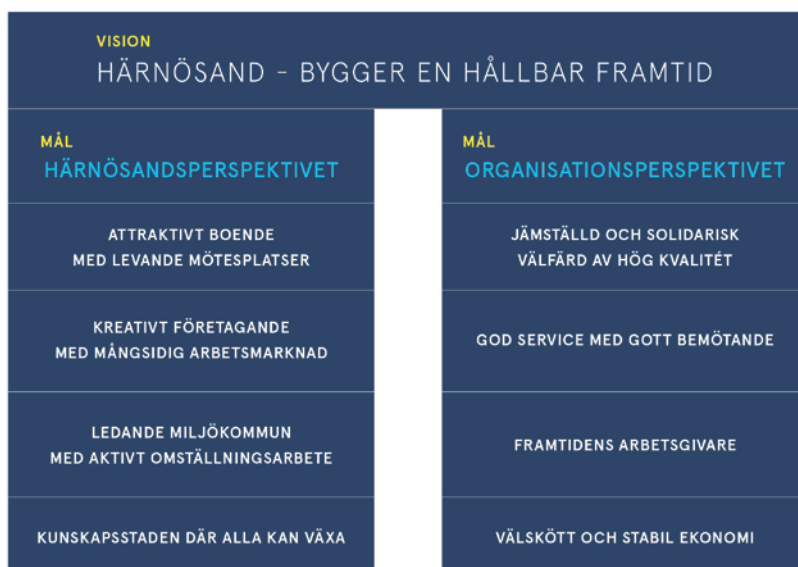 VISION
HÄRNÖSAND - BYGGER EN HÅLLBAR FRAMTID
MÅL
HÄRNÖSANDSPERSPEKTIVET
ATTRAKTIVT BOENDE
MED LEVANDE MÖTESPLATSER
KREATIVT FÖRETAGANDE
MED MÅNGSIDIG ARBETSMARKNAD
LEDANDE MILJÖKOMMUN
MED AKTIVT OMSTÄLLNINGSARBETE
KUNSKAPSSTADEN DÄR ALLA KAN VÄXA
MÅL
ORGANISATIONSPERSPEKTIVET
JÄMSTÄLLD OCH SOLIDARISK
VÄLFÄRD AV HÖG KVALITÉT
GOD SERVICE MED GOTT BEMÖTANDE
FRAMTIDENS ARBETSGIVARE
VÄLSKÖTT OCH STABIL EKONOMI